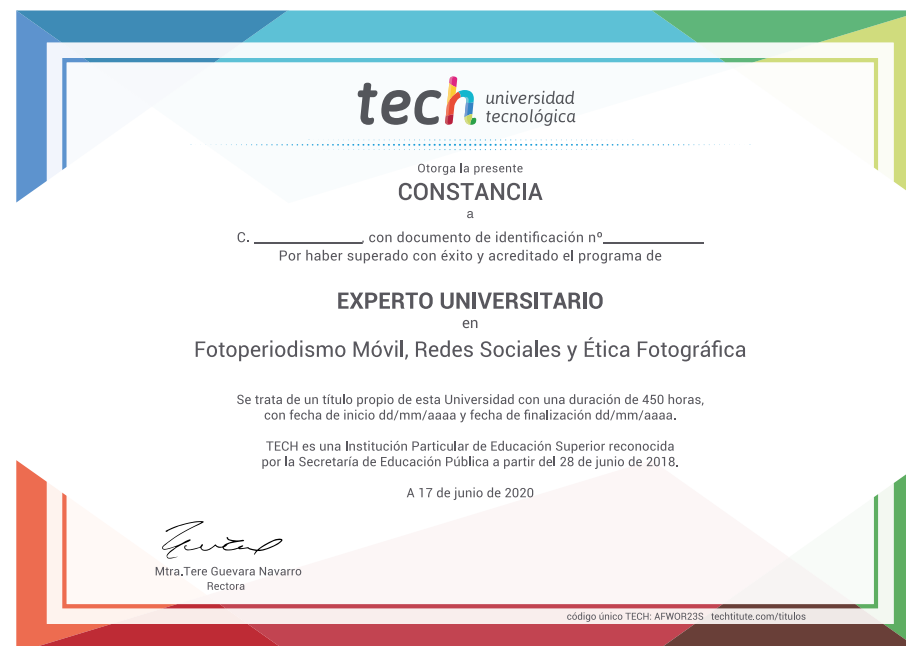 tech universidad
tecnológica
Otorga la presente
CONSTANCIA
a
C. ____________, con documento de identificación nº____________
Por haber superado con éxito y acreditado el programa de
EXPERTO UNIVERSITARIO
en
Fotoperiodismo Móvil, Redes Sociales y Ética Fotográfica
Se trata de un título propio de esta Universidad con una duración de 450 horas,
con fecha de inicio dd/mm/aaaa y fecha de finalización dd/mm/aaaa.
TECH es una Institución Particular de Educación Superior reconocida
por la Secretaría de Educación Pública a partir del 28 de junio de 2018.
A 17 de junio de 2020
Mtra.Tere Guevara Navarro
Rectora
código único TECH: AFWOR23S techtitute.com/titulos